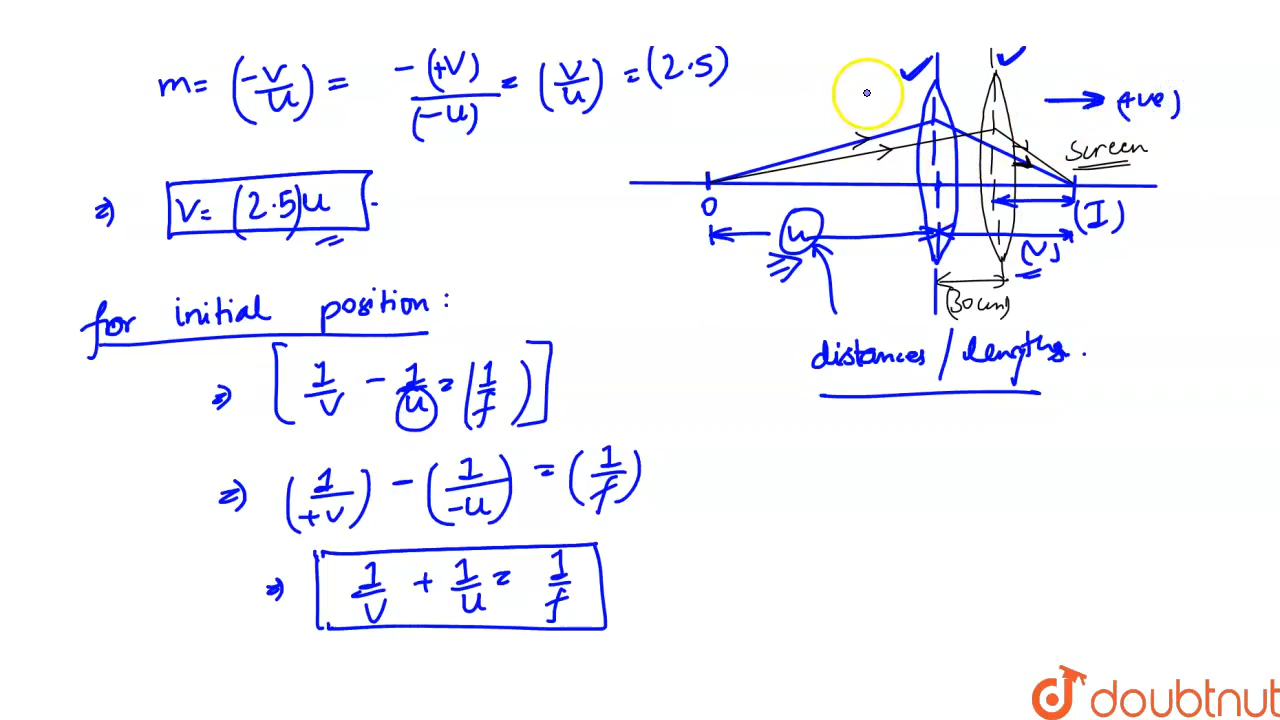 m= (-v/u) = -(+v)/(-u) = (v/u) = (2.5)
=) v= (2.5)u .
for initial position:
=) [ 1/v - 1/u = (1/f) ]
=) (1/+v) - (1/-u) = (1/f)
=) 1/v + 1/u = 1/f
(+ve)
screen
O
(I)
u
(v)
(30cm)
distances / lengths.
doubtnut